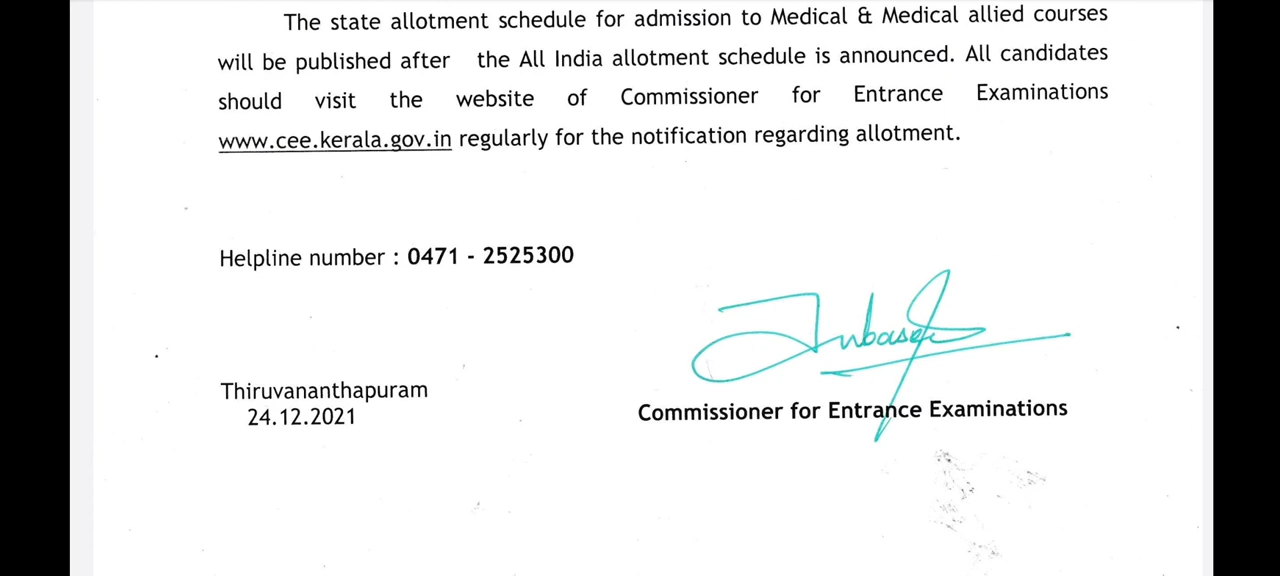 The state allotment schedule for admission to Medical & Medical allied courses
will be published after the All India allotment schedule is announced. All candidates
should visit the website of Commissioner for Entrance Examinations
www.cee.kerala.gov.in regularly for the notification regarding allotment.
Helpline number : 0471 - 2525300
Thiruvananthapuram
24.12.2021
Commissioner for Entrance Examinations